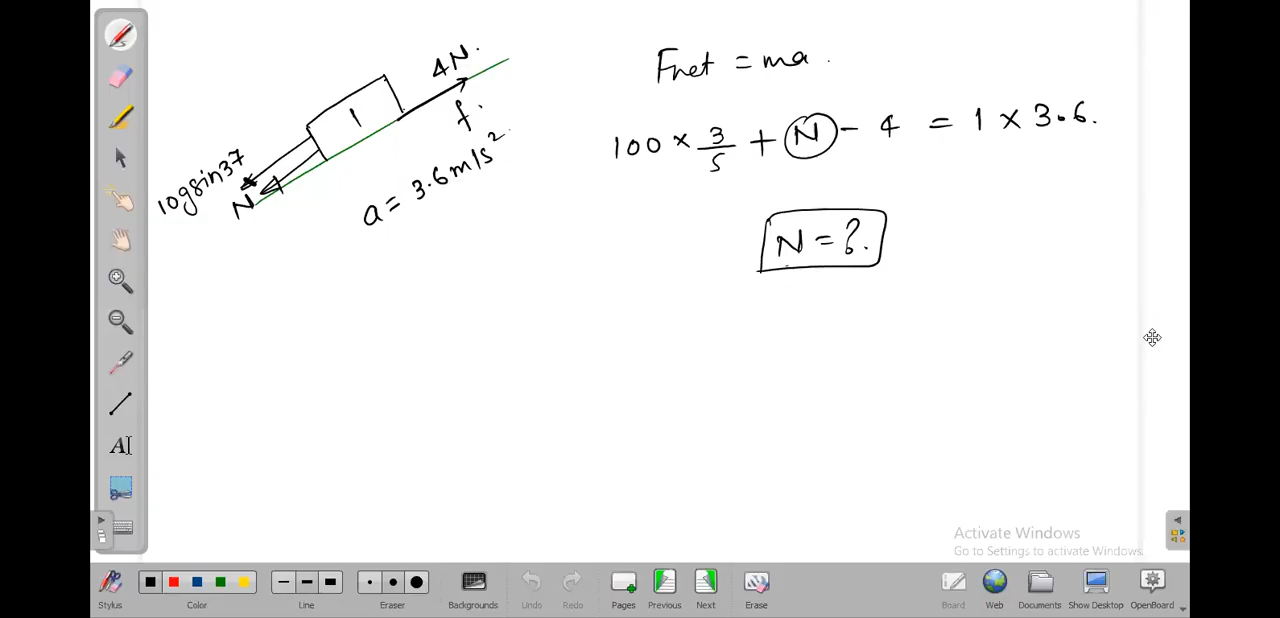 4N.
f.
1
10gsin37
N
a = 3.6 m/s²
Fnet = ma.
100 × 3/5 + N - 4 = 1 × 3.6.
N = ?.
A
Activate Windows
Go to Settings to activate Windows.
Stylus
Color
Line
Eraser
Backgrounds
Undo
Redo
Pages
Previous
Next
Erase
Board
Web
Documents
Show Desktop
OpenBoard